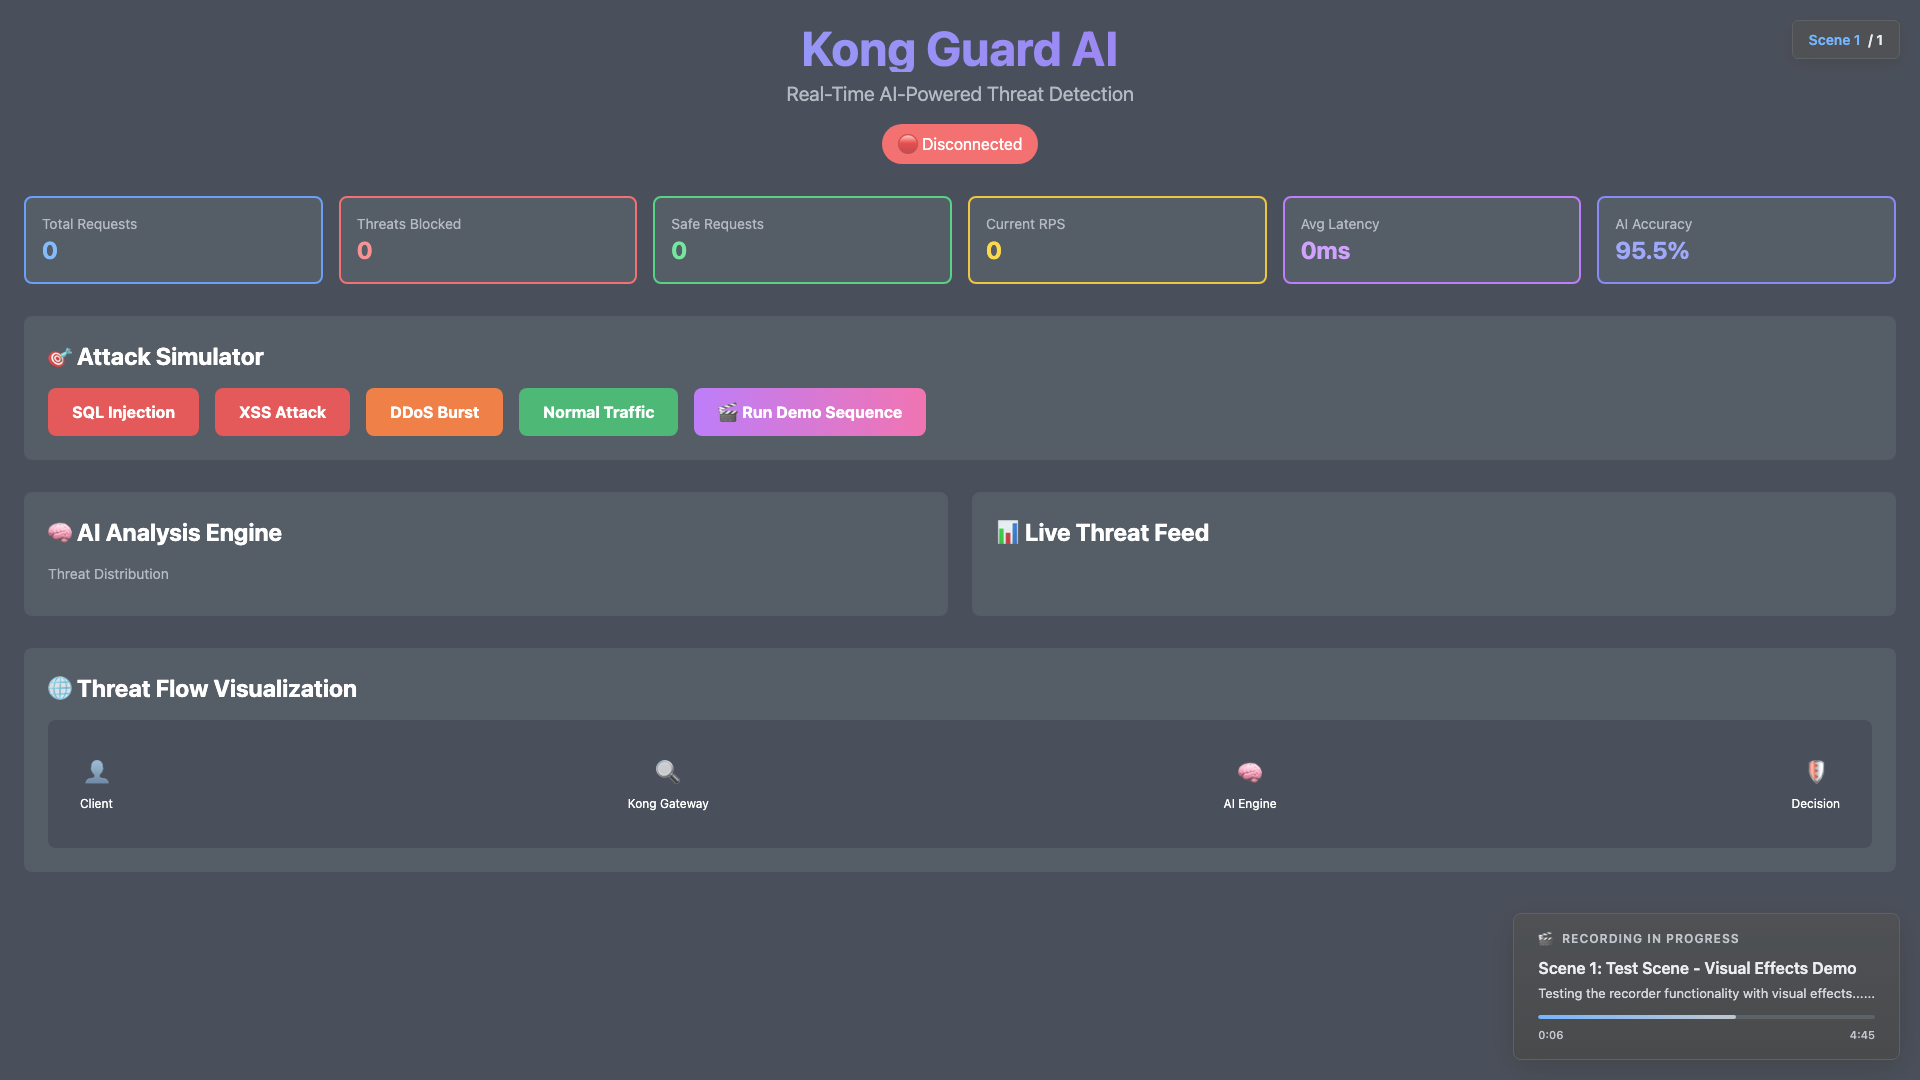 Kong Guard AI
Scene 1 / 1
Real-Time AI-Powered Threat Detection
Disconnected
Total Requests
0
Threats Blocked
0
Safe Requests
0
Current RPS
0
Avg Latency
0ms
AI Accuracy
95.5%
Attack Simulator
SQL Injection
XSS Attack
DDoS Burst
Normal Traffic
Run Demo Sequence
AI Analysis Engine
Threat Distribution
Live Threat Feed
Threat Flow Visualization
Client
Kong Gateway
AI Engine
Decision
RECORDING IN PROGRESS
Scene 1: Test Scene - Visual Effects Demo
Testing the recorder functionality with visual effects......
0:06
4:45